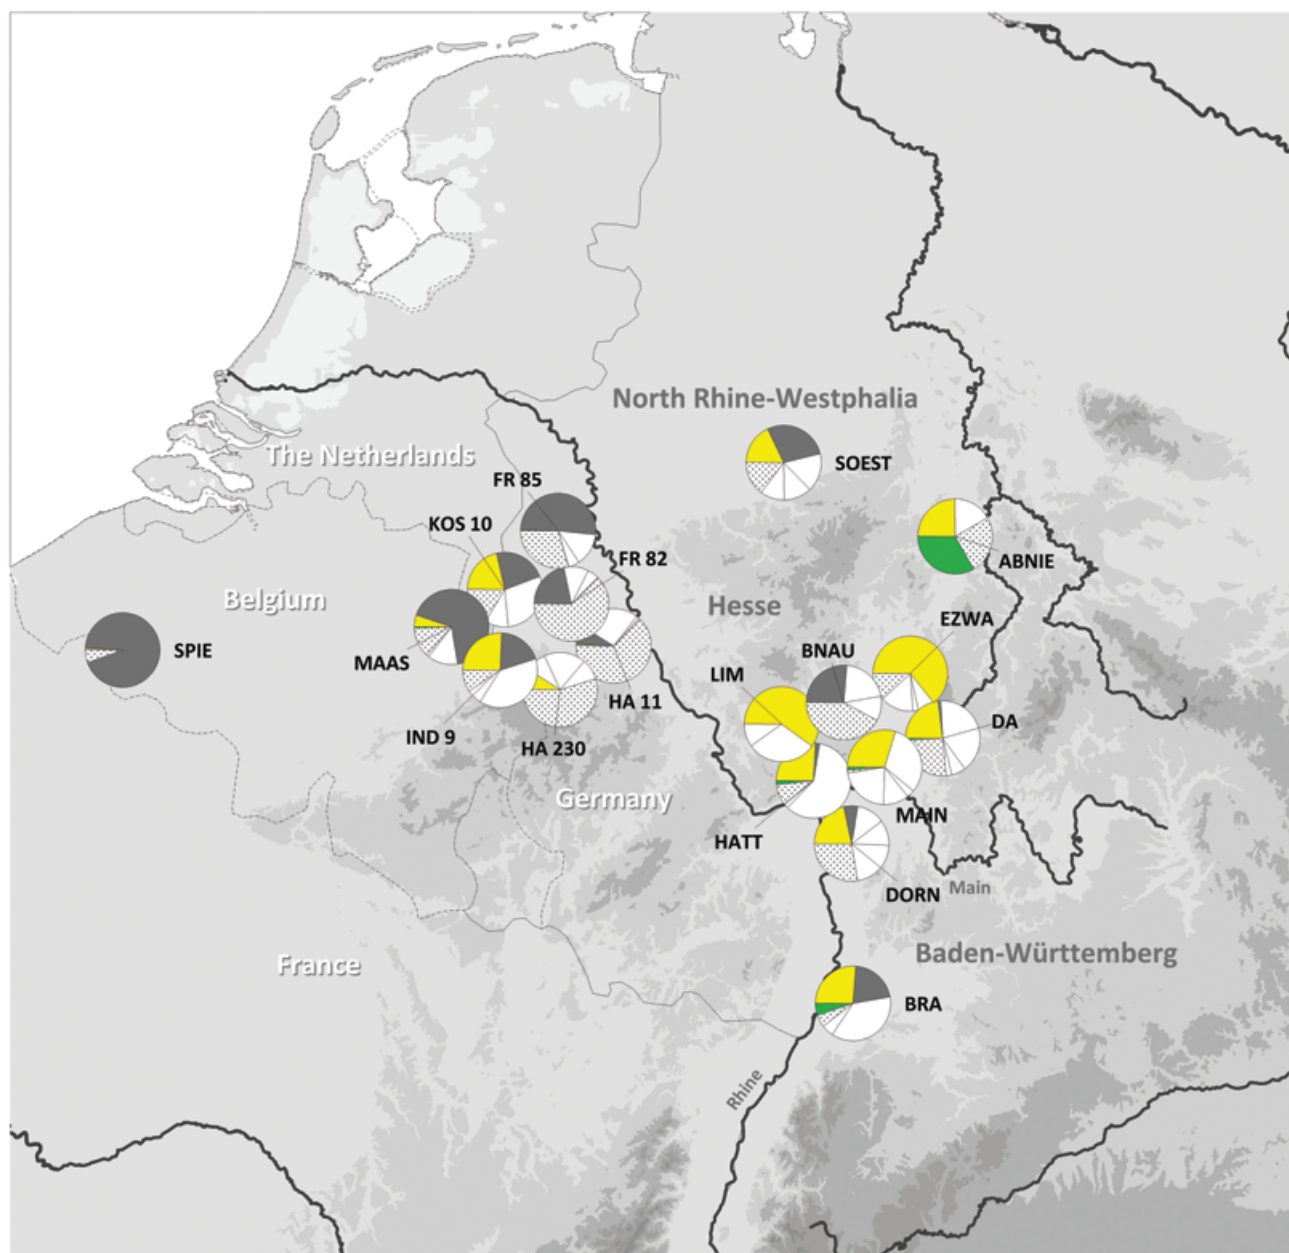 North Rhine-Westphalia
The Netherlands
SOEST
FR 85
KOS 10
FR 82
ABNIE
Belgium
Hesse
EZWA
SPIE
MAAS
BNAU
LIM
HA 11
DA
IND 9
HA 230
Germany
MAIN
HATT
Main
DORN
France
Baden-Württemberg
BRA
Rhine